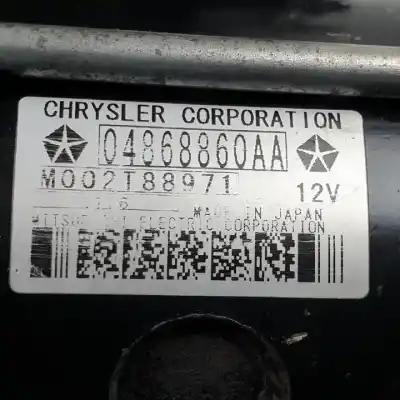 CHRYSLER CORPORATION
04868860AA
M002T88971 12V
MADE IN JAPAN
ELECTRIC CORPORATION